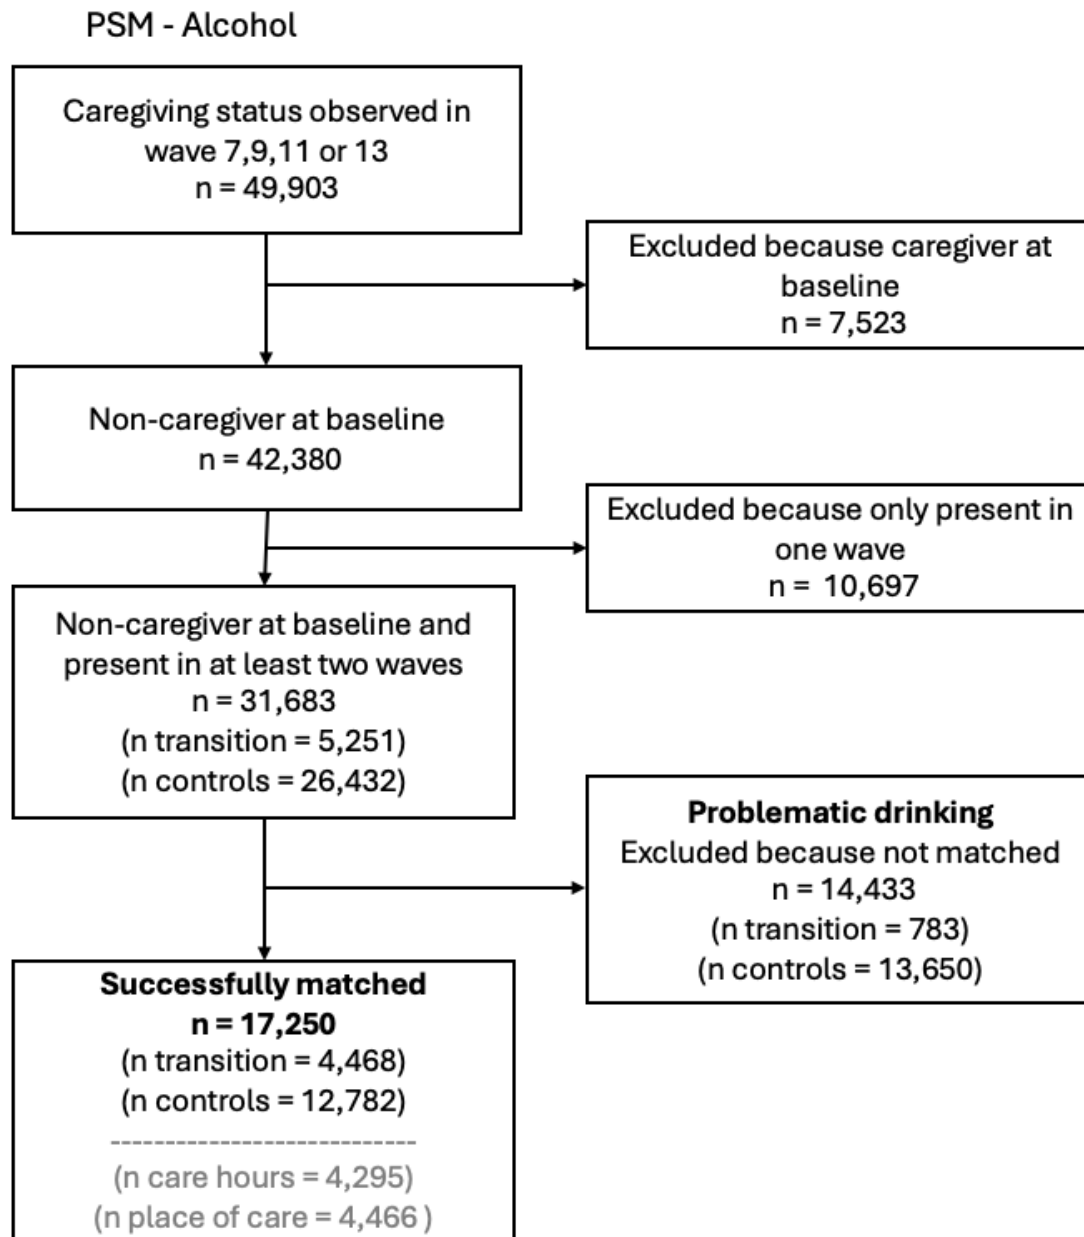 PSM - Alcohol
Caregiving status observed in
wave 7,9,11 or 13
n = 49,903
Excluded because caregiver at
baseline
n = 7,523
Non-caregiver at baseline
n = 42,380
Excluded because only present in
one wave
n =  10,697
Non-caregiver at baseline and
present in at least two waves
n = 31,683
(n transition = 5,251)
(n controls = 26,432)
Problematic drinking
Excluded because not matched
n = 14,433
(n transition = 783)
(n controls = 13,650)
Successfully matched
n = 17,250
(n transition = 4,468)
(n controls = 12,782)
----------------------------
(n care hours = 4,295)
(n place of care = 4,466 )